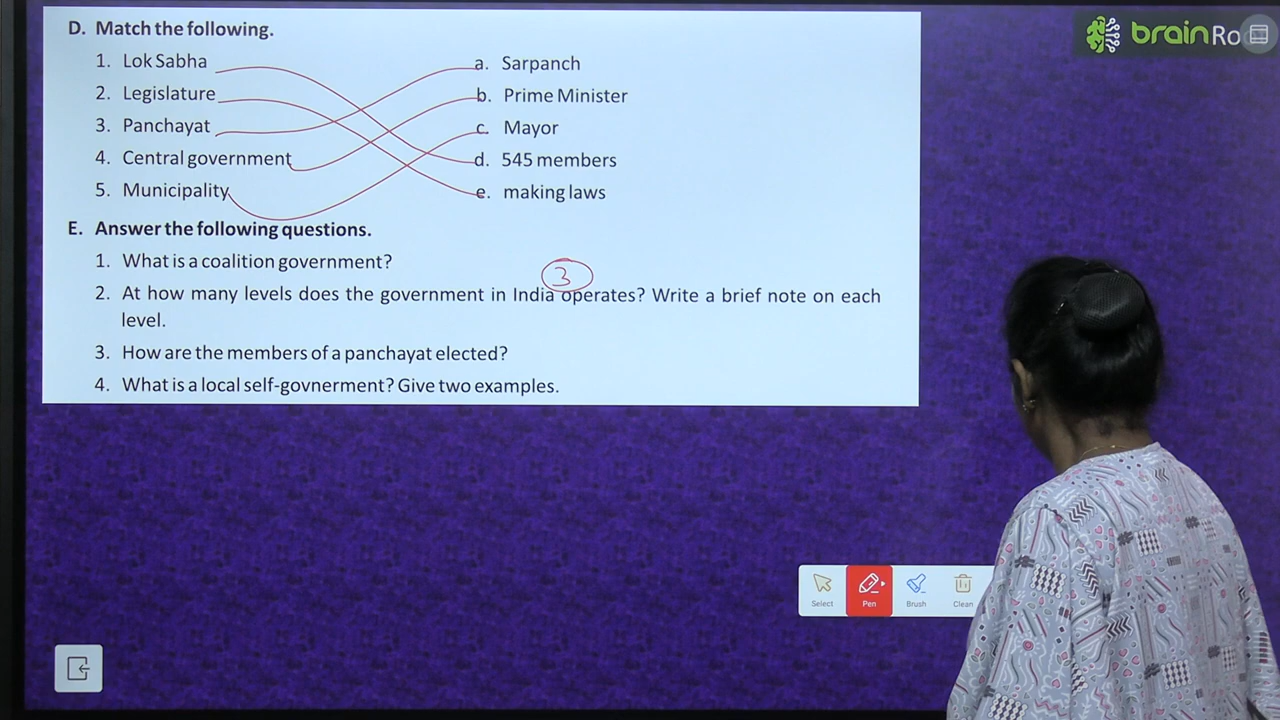 D. Match the following.
1. Lok Sabha a. Sarpanch
2. Legislature b. Prime Minister
3. Panchayat c. Mayor
4. Central government d. 545 members
5. Municipality e. making laws
E. Answer the following questions.
1. What is a coalition government?
3
2. At how many levels does the government in India operates? Write a brief note on each
level.
3. How are the members of a panchayat elected?
4. What is a local self-govnerment? Give two examples.
brain
Select Pen Brush Clean